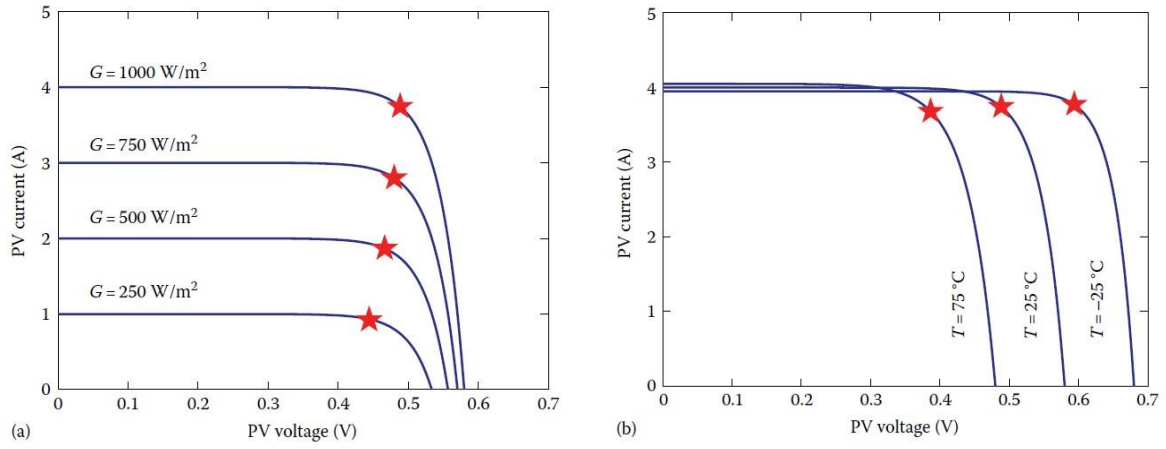 5
4
3
2
1
0
PV current (A)
G = 1000 W/m²
G = 750 W/m²
G = 500 W/m²
G = 250 W/m²
0 0.1 0.2 0.3 0.4 0.5 0.6 0.7
PV voltage (V)
(a)
5
4
3
2
1
0
PV current (A)
T = 75 °C
T = 25 °C
T = −25 °C
0 0.1 0.2 0.3 0.4 0.5 0.6 0.7
PV voltage (V)
(b)